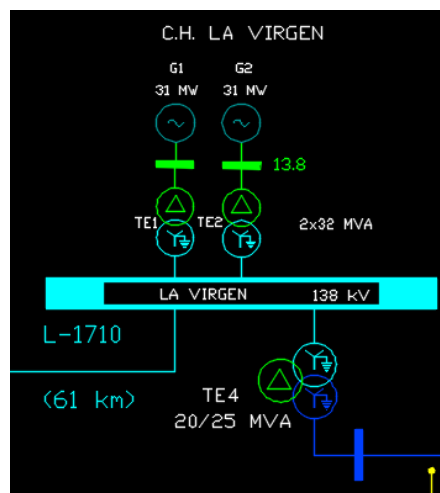 C.H. LA VIRGEN
G1 G2
31 MW 31 MW
13.8
TE1 TE2 2x32 MVA
LA VIRGEN 138 kV
L-1710
(61 km)
TE4
20/25 MVA